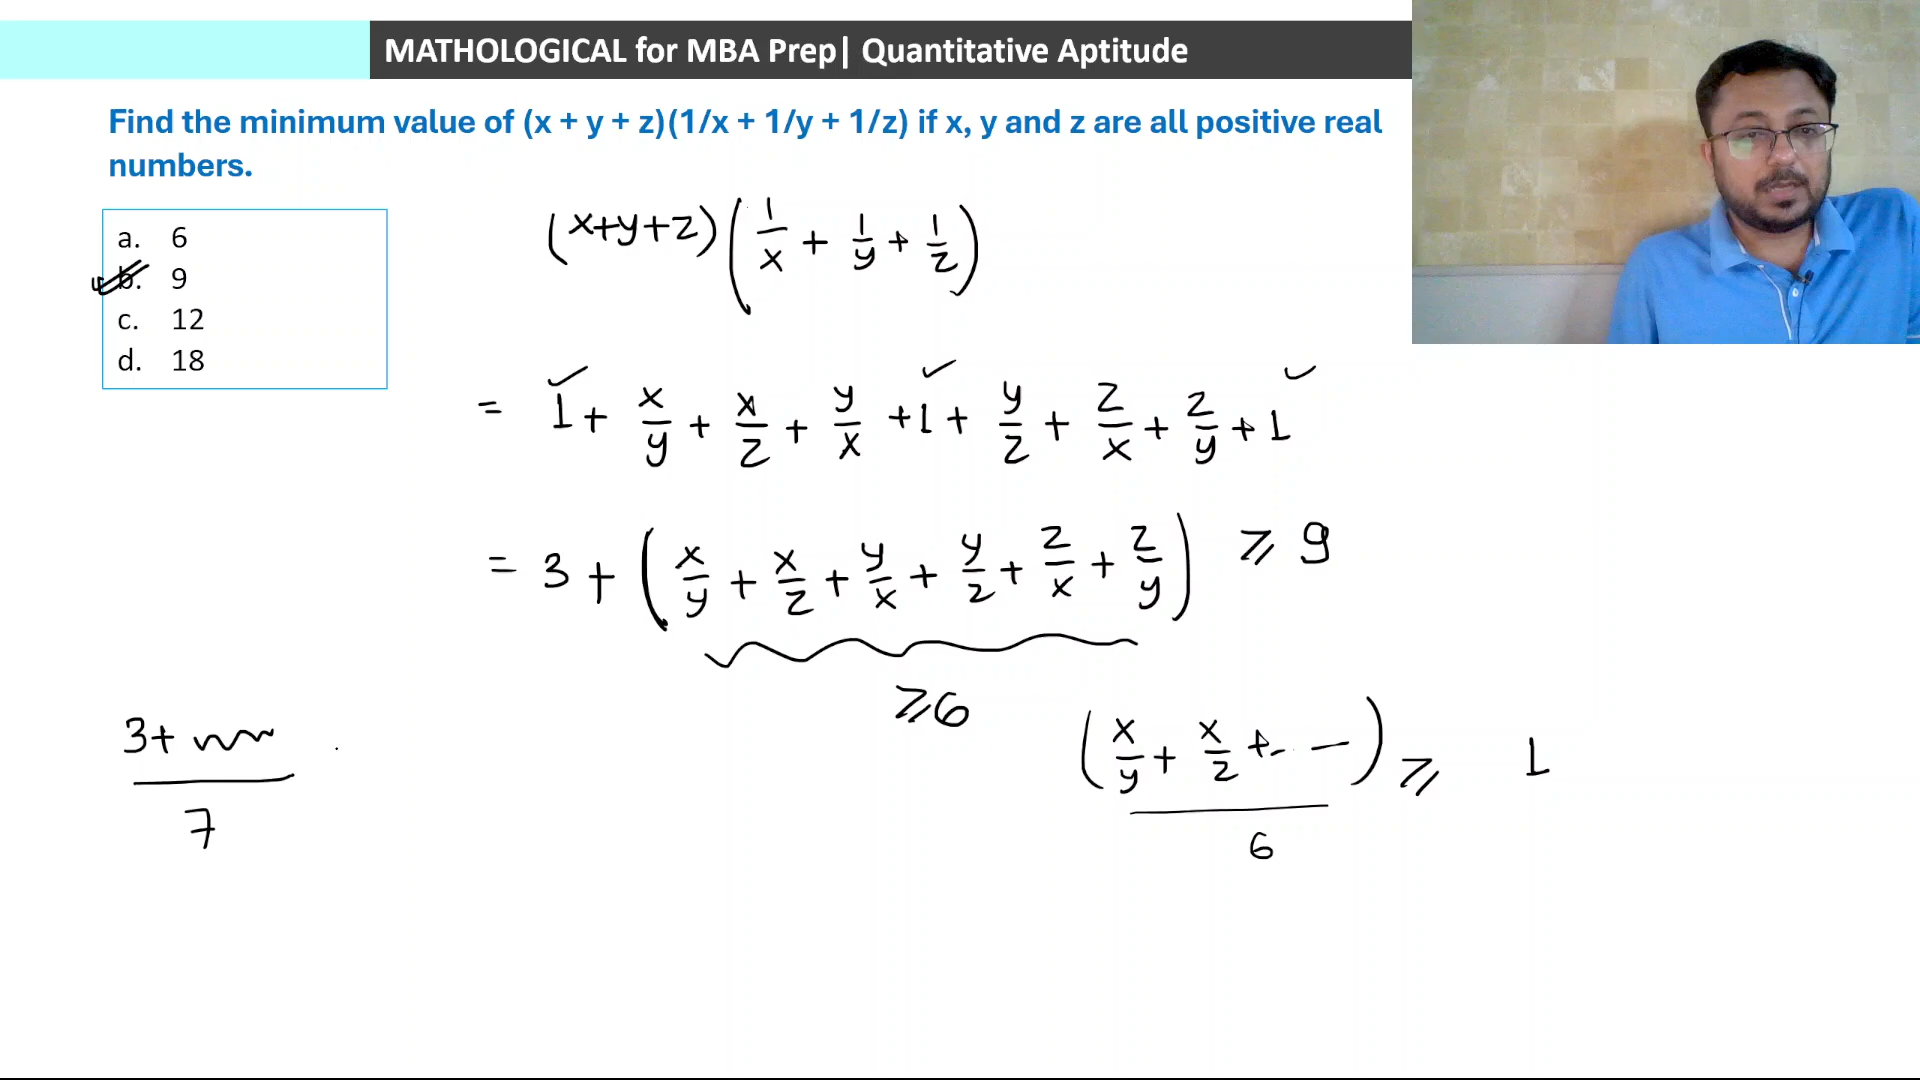 MATHOLOGICAL for MBA Prep| Quantitative Aptitude
Find the minimum value of (x + y + z)(1/x + 1/y + 1/z) if x, y and z are all positive real
numbers.
a. 6
b. 9
c. 12
d. 18
(x+y+z)(1/x + 1/y + 1/z)
= 1 + x/y + x/z + y/x + 1 + y/z + z/x + z/y + 1
= 3 + (x/y + x/z + y/x + y/z + z/x + z/y) ⩾ 9
⩾6
(x/y + x/z + - - —)/6 ⩾ 1
3+
7